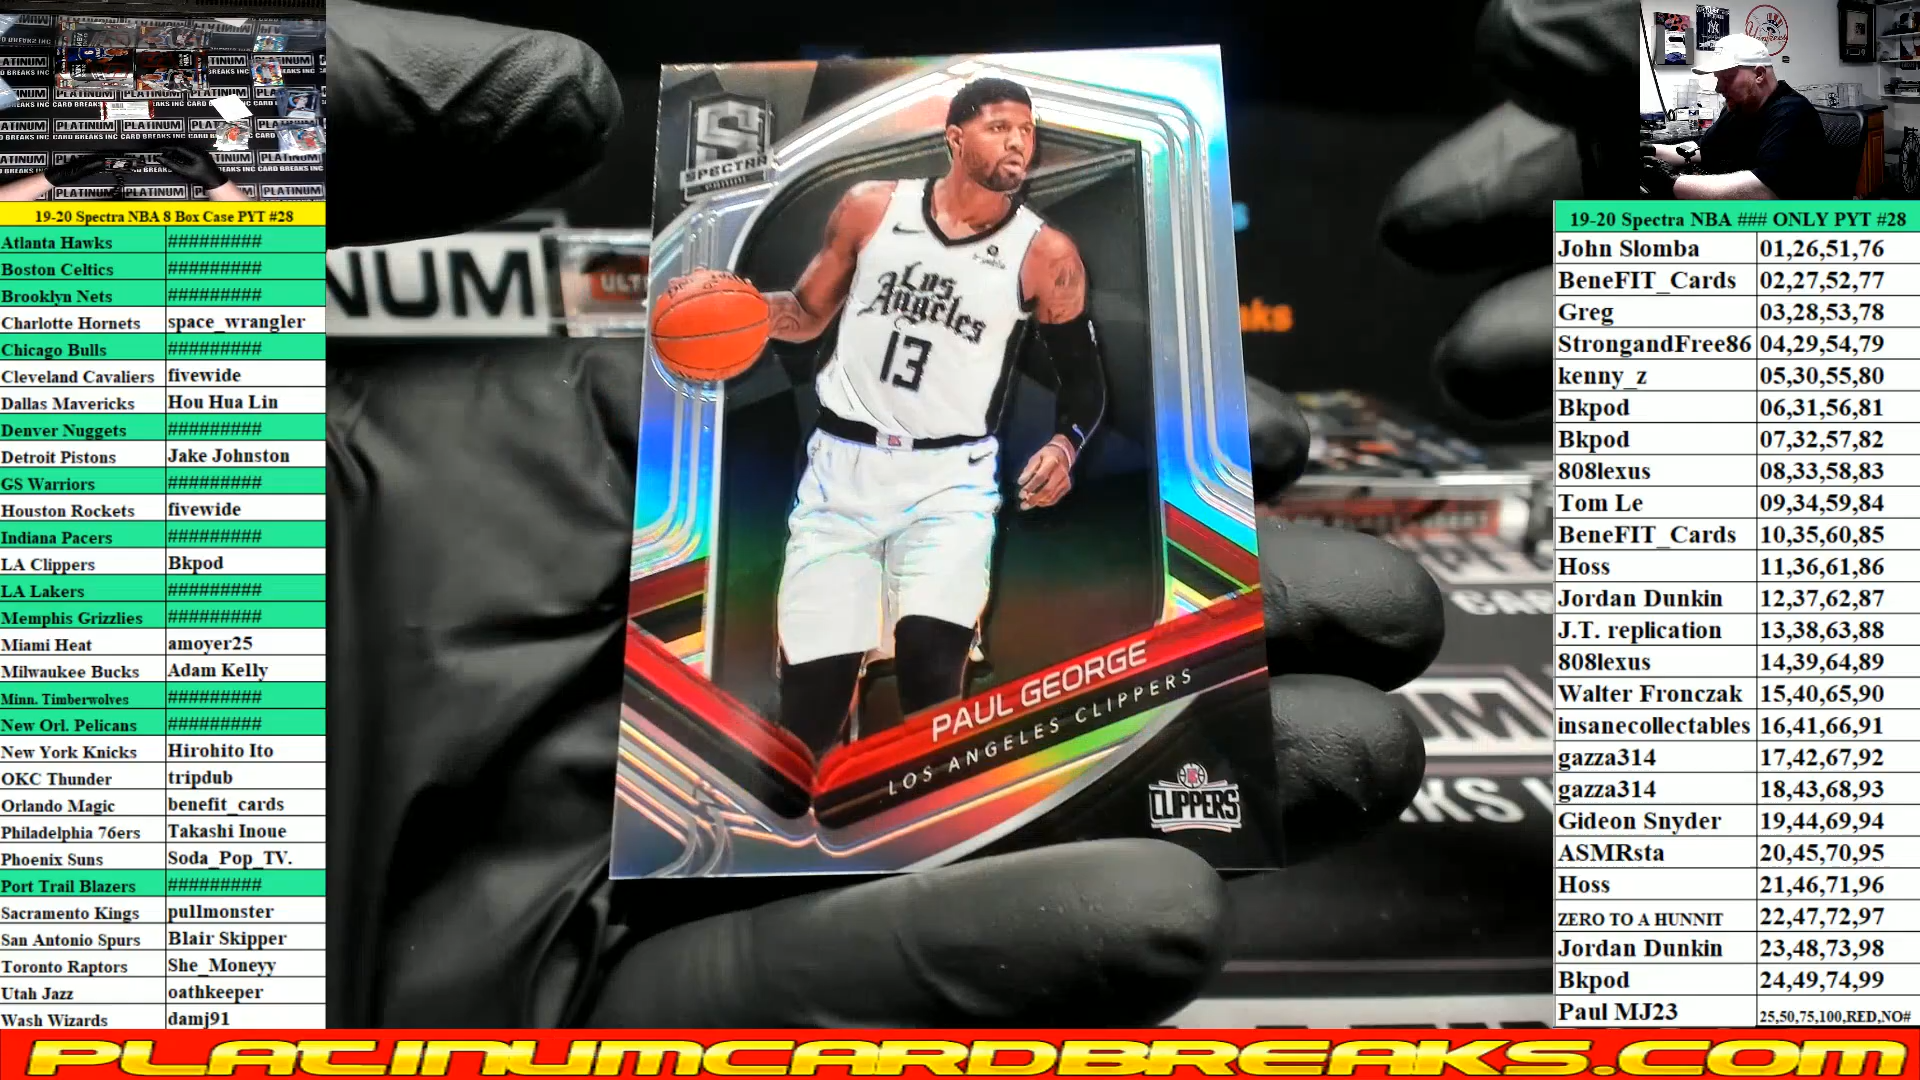 19-20 Spectra NBA 8 Box Case PYT #28
Atlanta Hawks #########
Boston Celtics #########
Brooklyn Nets #########
Charlotte Hornets space_wrangler
Chicago Bulls #########
Cleveland Cavaliers fivewide
Dallas Mavericks Hou Hua Lin
Denver Nuggets #########
Detroit Pistons Jake Johnston
GS Warriors #########
Houston Rockets fivewide
Indiana Pacers #########
LA Clippers Bkpod
LA Lakers #########
Memphis Grizzlies #########
Miami Heat amoyer25
Milwaukee Bucks Adam Kelly
Minn. Timberwolves #########
New Orl. Pelicans #########
New York Knicks Hirohito Ito
OKC Thunder tripdub
Orlando Magic benefit_cards
Philadelphia 76ers Takashi Inoue
Phoenix Suns Soda_Pop_TV.
Port Trail Blazers #########
Sacramento Kings pullmonster
San Antonio Spurs Blair Skipper
Toronto Raptors She_Moneyy
Utah Jazz oathkeeper
Wash Wizards damj91
S
SPECTRA
PANINI
Los
Angeles
13
PAUL GEORGE
LOS ANGELES CLIPPERS
CLIPPERS
19-20 Spectra NBA ### ONLY PYT #28
John Slomba 01,26,51,76
BeneFIT_Cards 02,27,52,77
Greg 03,28,53,78
StrongandFree86 04,29,54,79
kenny_z 05,30,55,80
Bkpod 06,31,56,81
Bkpod 07,32,57,82
808lexus 08,33,58,83
Tom Le 09,34,59,84
BeneFIT_Cards 10,35,60,85
Hoss 11,36,61,86
Jordan Dunkin 12,37,62,87
J.T. replication 13,38,63,88
808lexus 14,39,64,89
Walter Fronczak 15,40,65,90
insanecollectables 16,41,66,91
gazza314 17,42,67,92
gazza314 18,43,68,93
Gideon Snyder 19,44,69,94
ASMRsta 20,45,70,95
Hoss 21,46,71,96
ZERO TO A HUNNIT 22,47,72,97
Jordan Dunkin 23,48,73,98
Bkpod 24,49,74,99
Paul MJ23 25,50,75,100,RED,NO#
PLATINUMCARDBREAKS.COM